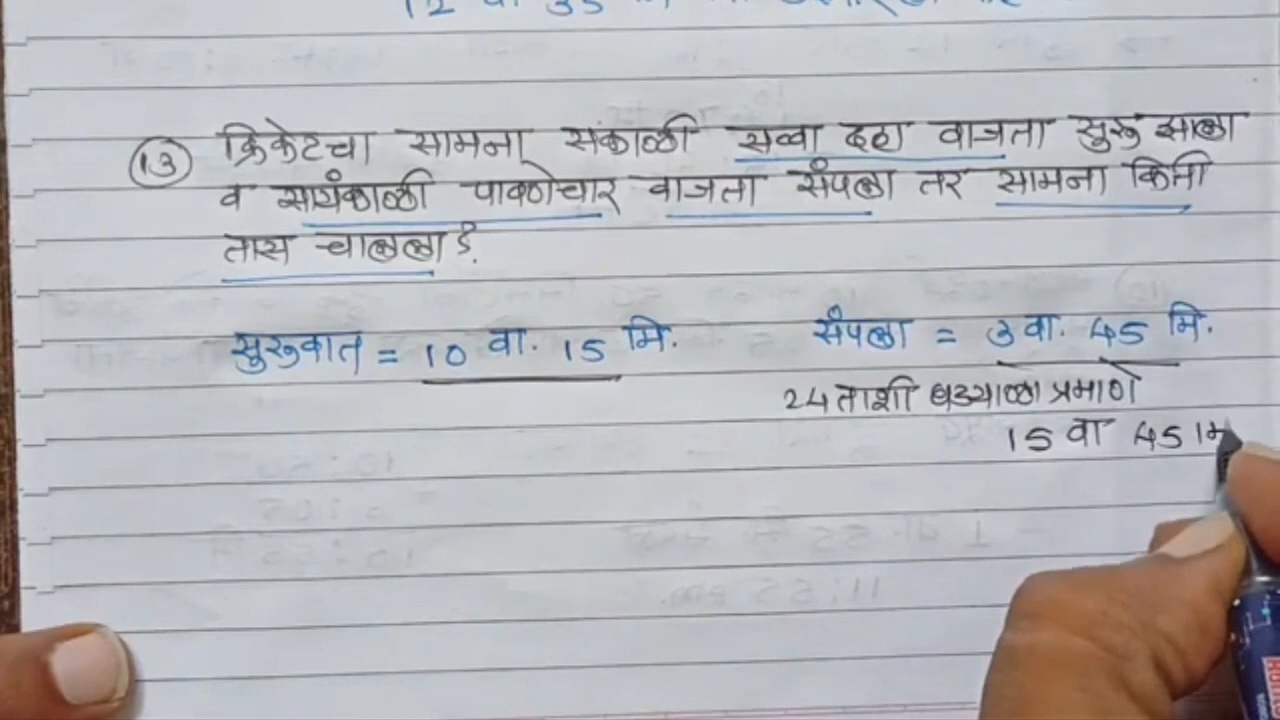 (13) क्रिकेटचा सामना सकाळी सव्वा दहा वाजता सुरू झाला
व सायंकाळी पावणेचार वाजता संपला तर सामना किती
तास चालला?
सुरुवात = 10 वा. 15 मि. संपला = 3 वा. 45 मि.
24 ताशी घड्याळा प्रमाणे
15 वा 45 मि